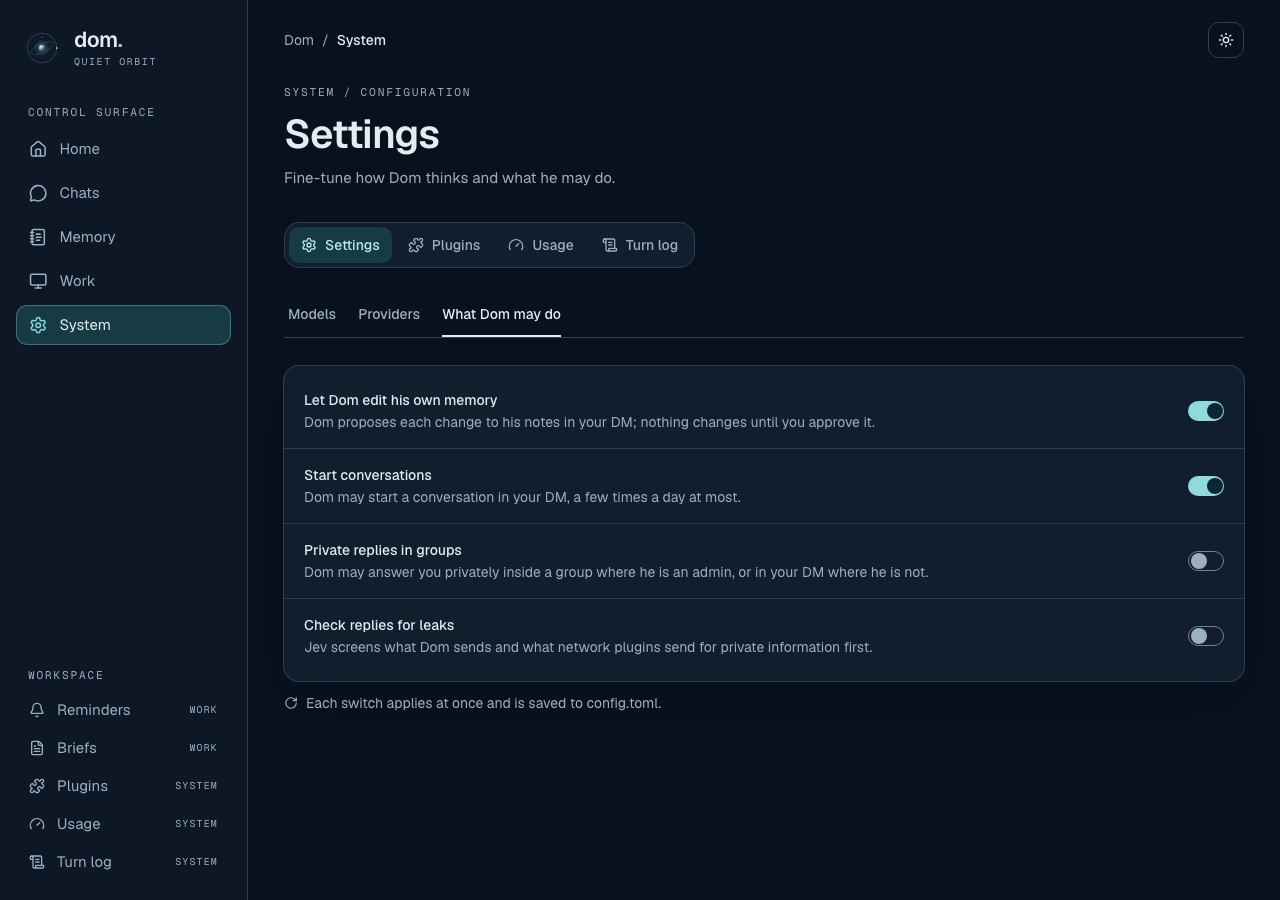 dom.
QUIET ORBIT
CONTROL SURFACE
Home
Chats
Memory
Work
System
WORKSPACE
Reminders WORK
Briefs WORK
Plugins SYSTEM
Usage SYSTEM
Turn log SYSTEM
Dom / System
SYSTEM / CONFIGURATION
Settings
Fine-tune how Dom thinks and what he may do.
Settings Plugins Usage Turn log
Models Providers What Dom may do
Let Dom edit his own memory
Dom proposes each change to his notes in your DM; nothing changes until you approve it.
Start conversations
Dom may start a conversation in your DM, a few times a day at most.
Private replies in groups
Dom may answer you privately inside a group where he is an admin, or in your DM where he is not.
Check replies for leaks
Jev screens what Dom sends and what network plugins send for private information first.
Each switch applies at once and is saved to config.toml.